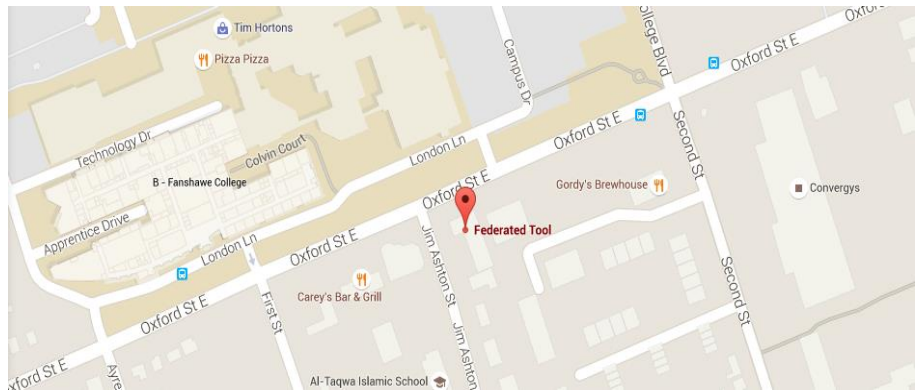 Tim Hortons
Pizza Pizza
Campus Dr
College Blvd
Oxford St E
Oxford St E
Technology Dr
Colvin Court
London Ln
Oxford St E
Second St
B - Fanshawe College
Oxford St E
Gordy's Brewhouse
Convergys
Apprentice Drive
Federated Tool
London Ln
Oxford St E
Jim Ashton St
Second St
Carey's Bar & Grill
First St
Oxford St E
Jim Ashton St
Ayre
xford St E
Al-Taqwa Islamic School